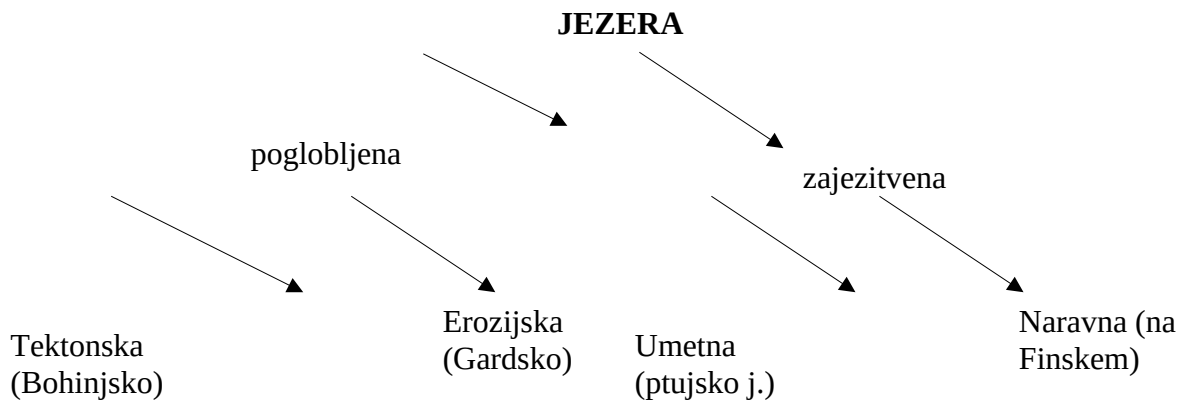 JEZERA
poglobljena
zajezitvena
Tektonska
(Bohinjsko)
Erozijska
(Gardsko)
Umetna
(ptujsko j.)
Naravna (na
Finskem)